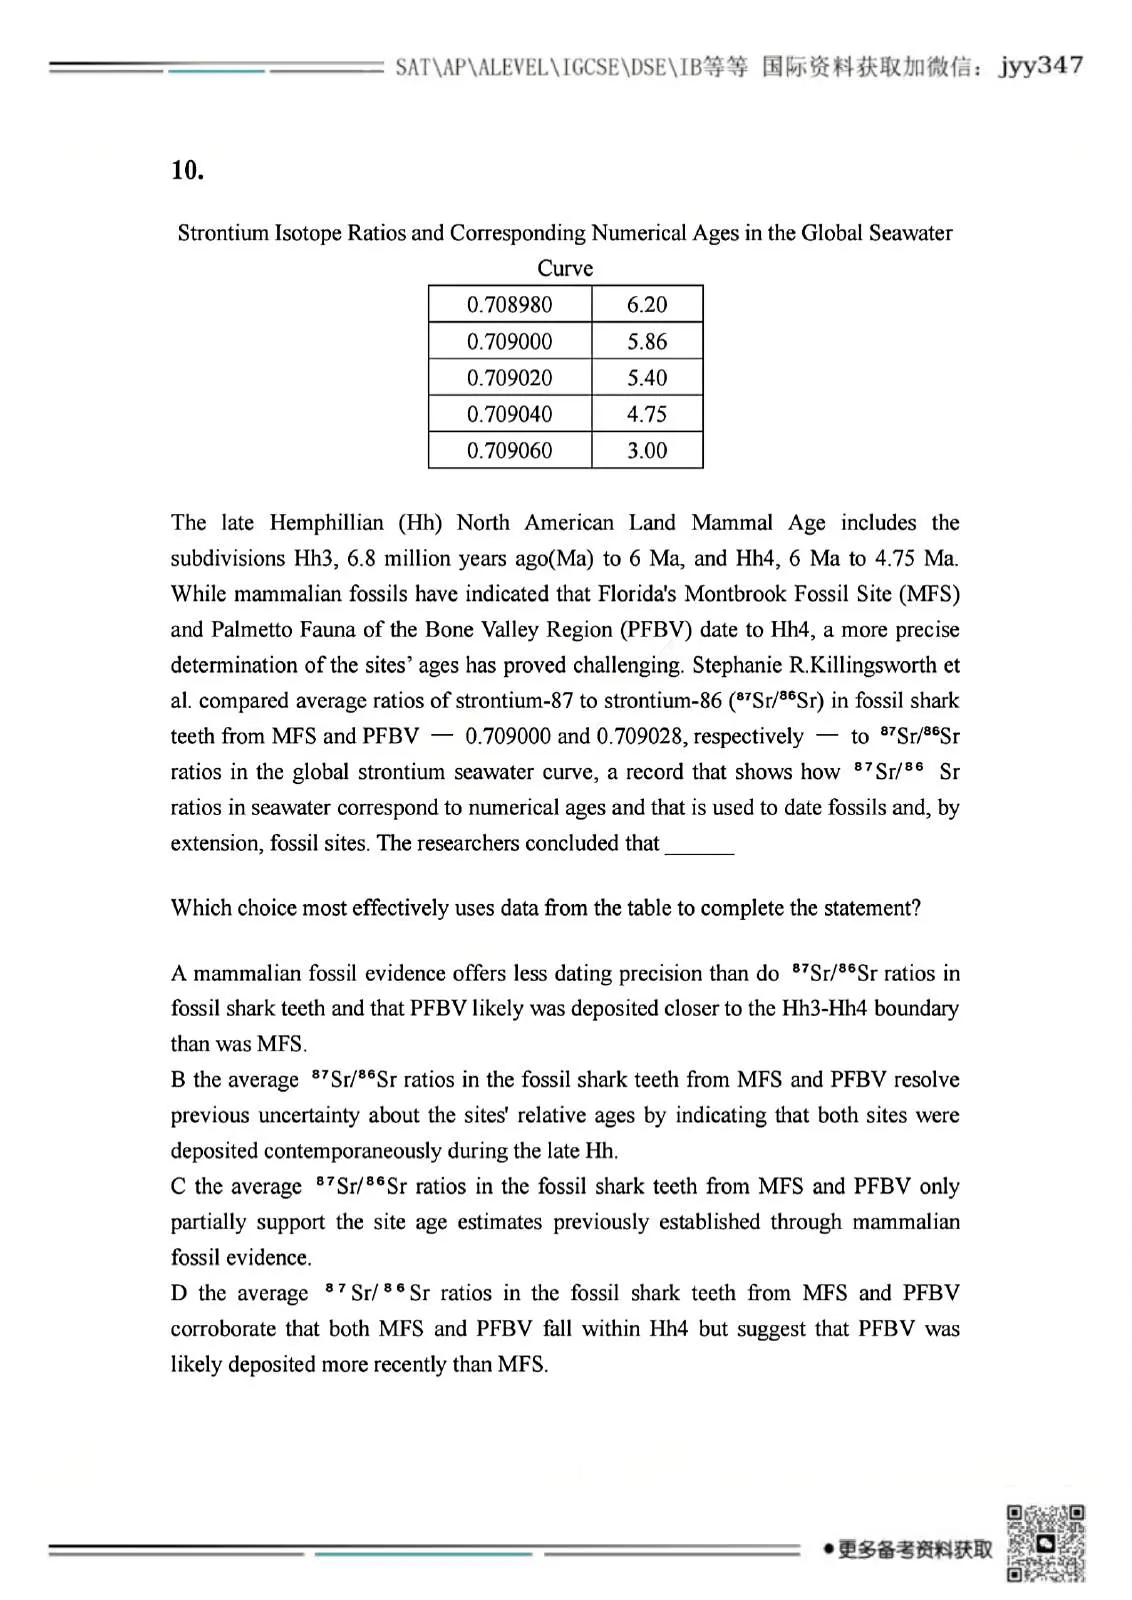 SAT\AP\ALEVEL\IGCSE\DSE\IB等等 国际资料获取加微信：jyy347
10.
Strontium Isotope Ratios and Corresponding Numerical Ages in the Global Seawater
Curve
0.708980 6.20
0.709000 5.86
0.709020 5.40
0.709040 4.75
0.709060 3.00
The late Hemphillian (Hh) North American Land Mammal Age includes the
subdivisions Hh3, 6.8 million years ago(Ma) to 6 Ma, and Hh4, 6 Ma to 4.75 Ma.
While mammalian fossils have indicated that Florida's Montbrook Fossil Site (MFS)
and Palmetto Fauna of the Bone Valley Region (PFBV) date to Hh4, a more precise
determination of the sites’ ages has proved challenging. Stephanie R.Killingsworth et
al. compared average ratios of strontium-87 to strontium-86 (⁸⁷Sr/⁸⁶Sr) in fossil shark
teeth from MFS and PFBV — 0.709000 and 0.709028, respectively — to ⁸⁷Sr/⁸⁶Sr
ratios in the global strontium seawater curve, a record that shows how ⁸⁷Sr/⁸⁶ Sr
ratios in seawater correspond to numerical ages and that is used to date fossils and, by
extension, fossil sites. The researchers concluded that ______
Which choice most effectively uses data from the table to complete the statement?
A mammalian fossil evidence offers less dating precision than do ⁸⁷Sr/⁸⁶Sr ratios in
fossil shark teeth and that PFBV likely was deposited closer to the Hh3-Hh4 boundary
than was MFS.
B the average ⁸⁷Sr/⁸⁶Sr ratios in the fossil shark teeth from MFS and PFBV resolve
previous uncertainty about the sites' relative ages by indicating that both sites were
deposited contemporaneously during the late Hh.
C the average ⁸⁷Sr/⁸⁶Sr ratios in the fossil shark teeth from MFS and PFBV only
partially support the site age estimates previously established through mammalian
fossil evidence.
D the average ⁸⁷Sr/⁸⁶Sr ratios in the fossil shark teeth from MFS and PFBV
corroborate that both MFS and PFBV fall within Hh4 but suggest that PFBV was
likely deposited more recently than MFS.
●更多备考资料获取